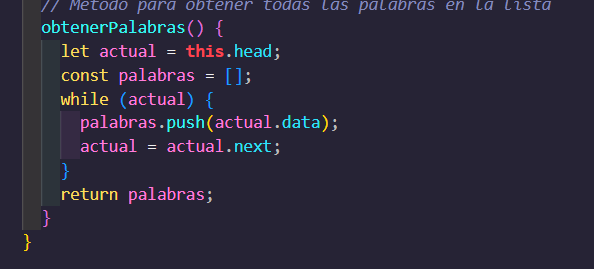 // Metodo para obtener todas las palabras en la lista
obtenerPalabras() {
let actual = this.head;
const palabras = [];
while (actual) {
palabras.push(actual.data);
actual = actual.next;
}
return palabras;
}
}